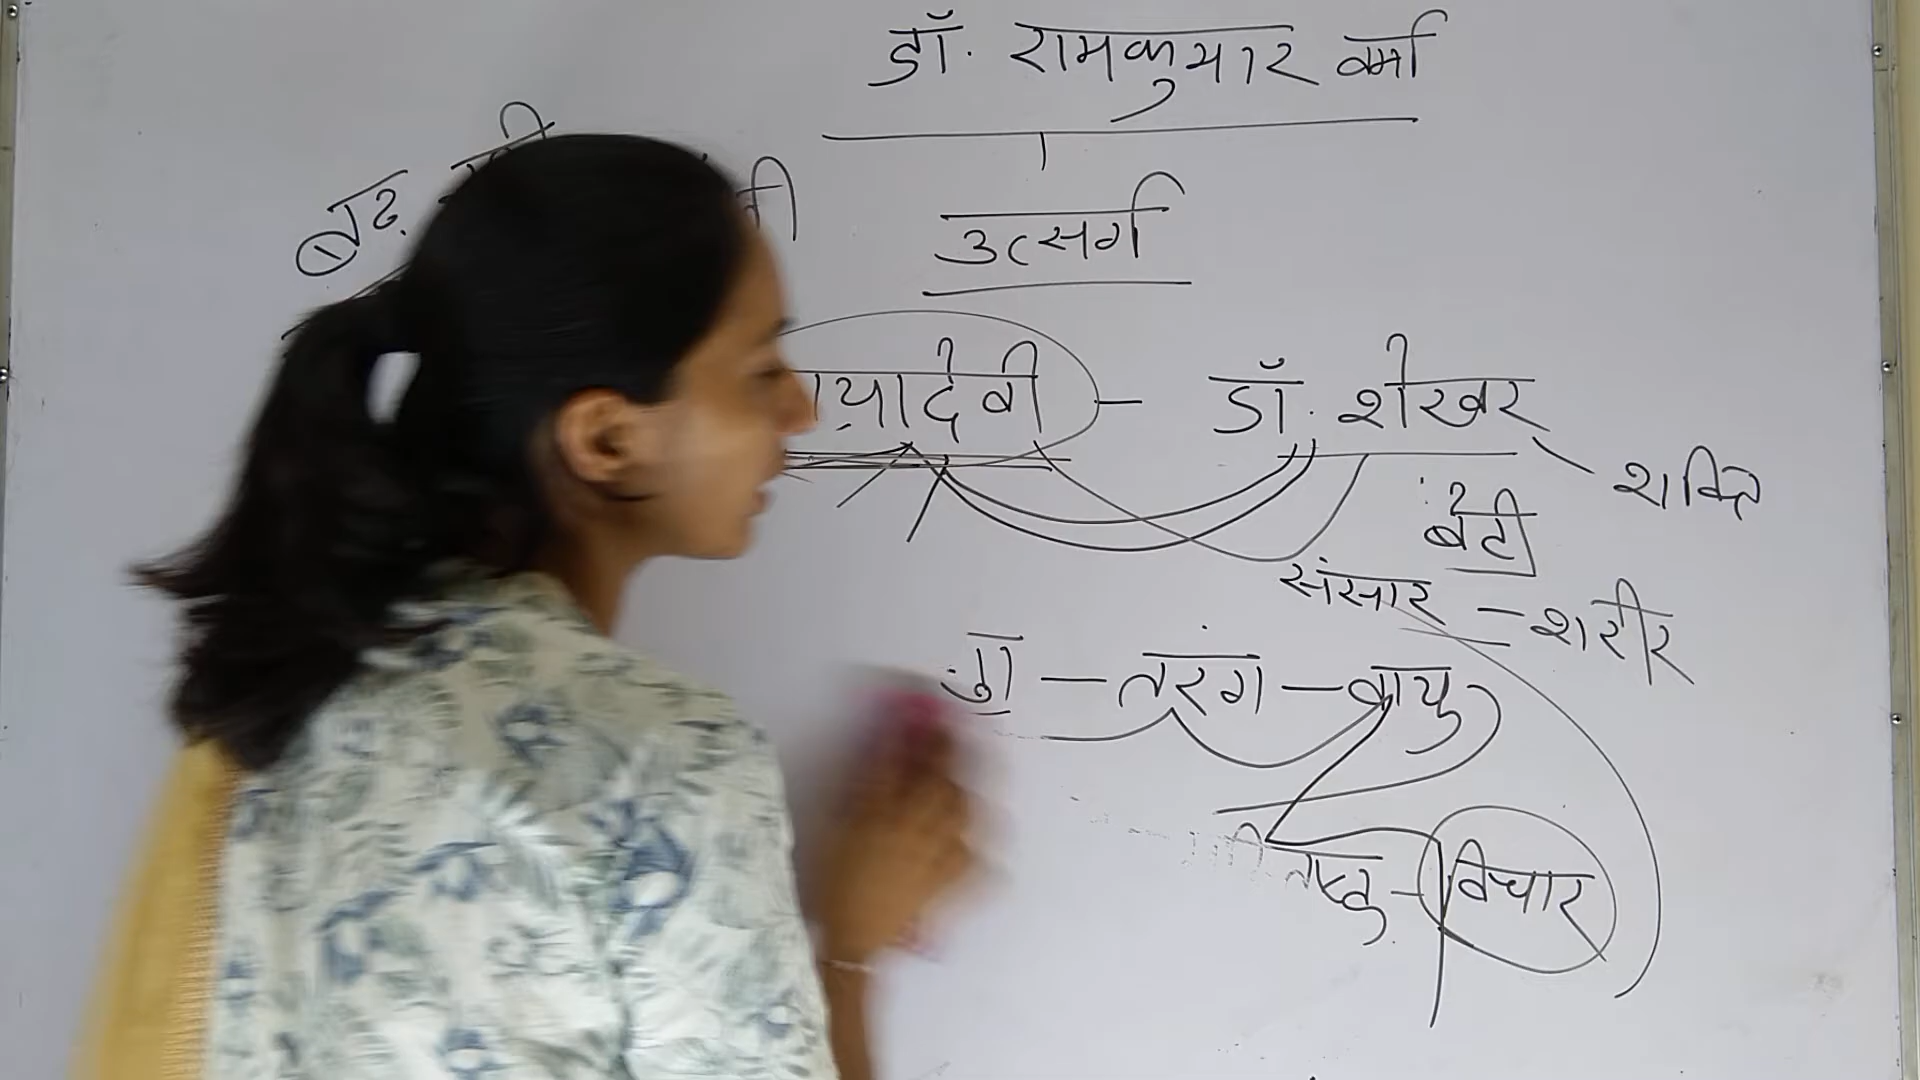 डॉ. रामकुमार वर्मा
उत्सर्ग
यादेवी - डॉ. शेखर
शक्ति
बेटी
संसार = शरीर
- तरंग - वायु
- विचार